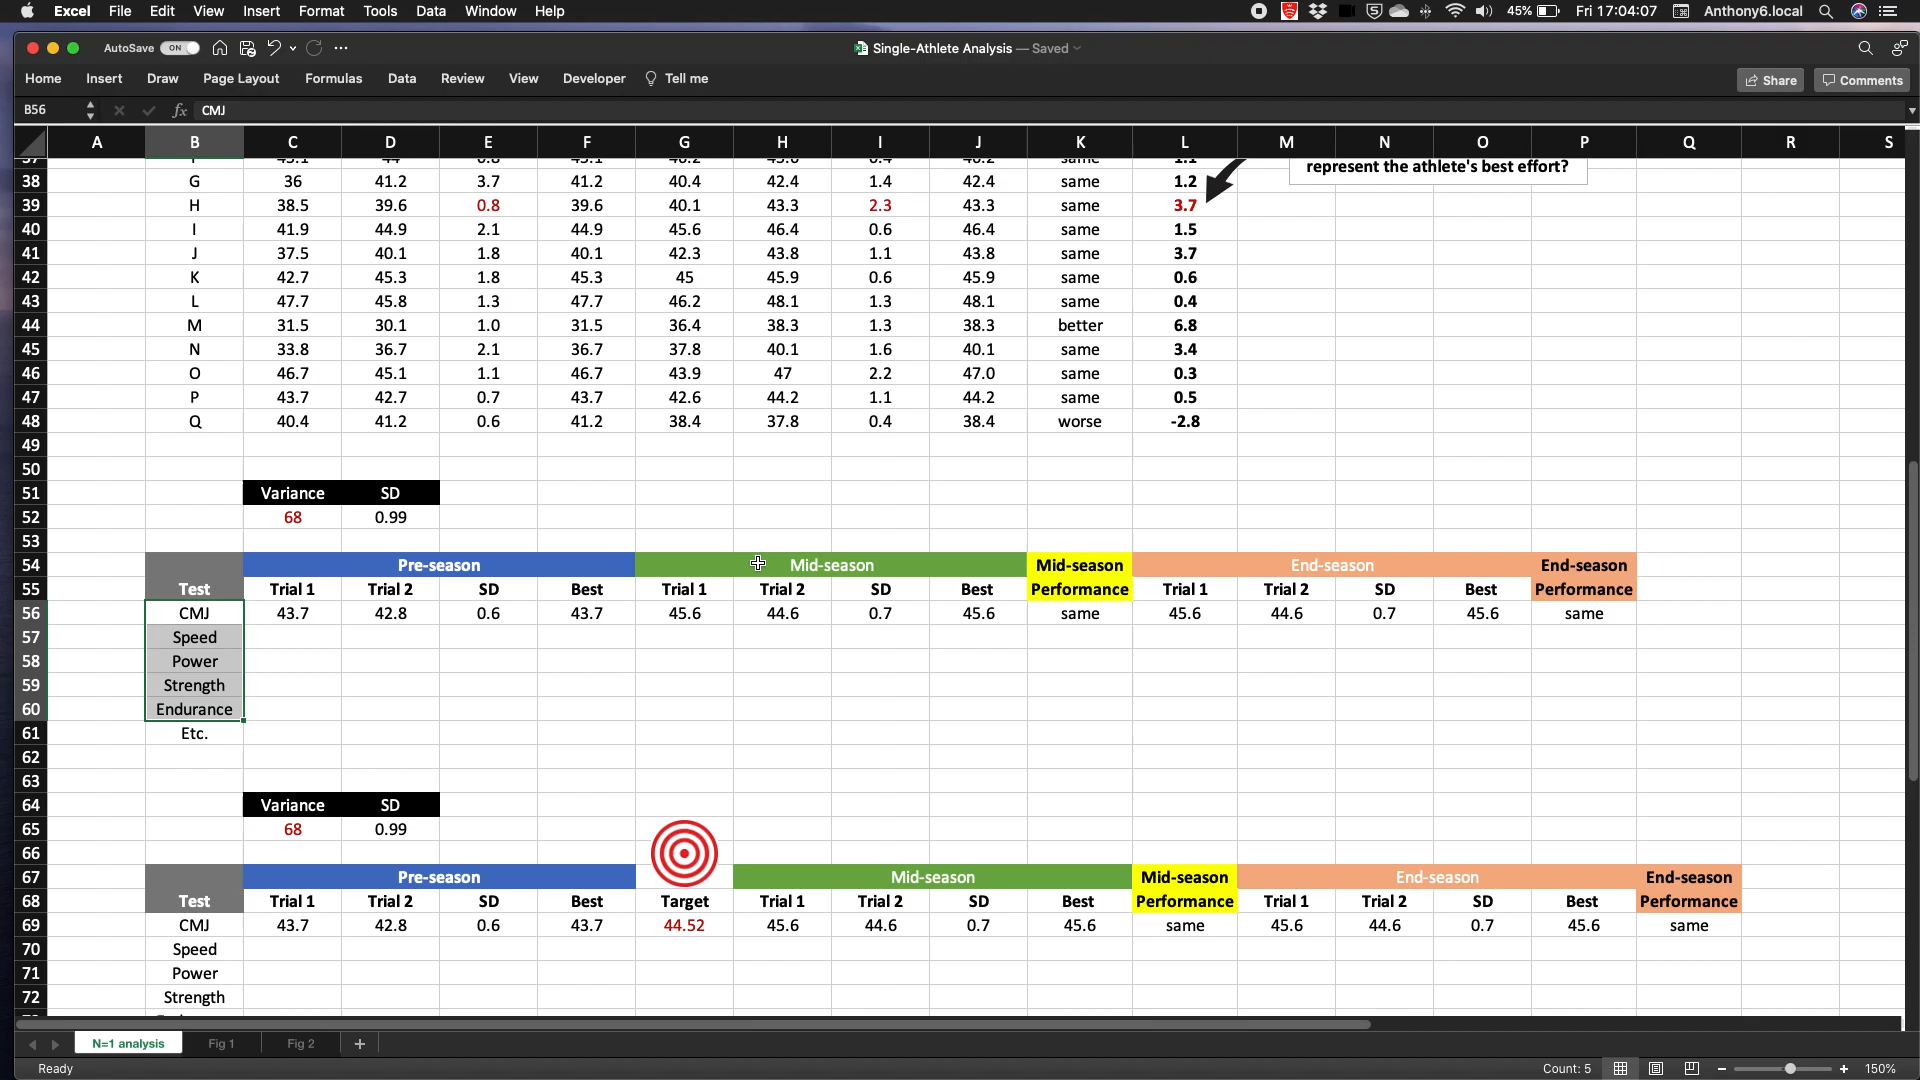 Excel File Edit View Insert Format Tools Data Window Help 45% Fri 17:04:07 Anthony6.local
AutoSave ON Single-Athlete Analysis — Saved
Home Insert Draw Page Layout Formulas Data Review View Developer Tell me Share Comments
B56 fx CMJ
A B C D E F G H I J K L M N O P Q R S
represent the athlete's best effort?
38 G 36 41.2 3.7 41.2 40.4 42.4 1.4 42.4 same 1.2
39 H 38.5 39.6 0.8 39.6 40.1 43.3 2.3 43.3 same 3.7
40 I 41.9 44.9 2.1 44.9 45.6 46.4 0.6 46.4 same 1.5
41 J 37.5 40.1 1.8 40.1 42.3 43.8 1.1 43.8 same 3.7
42 K 42.7 45.3 1.8 45.3 45 45.9 0.6 45.9 same 0.6
43 L 47.7 45.8 1.3 47.7 46.2 48.1 1.3 48.1 same 0.4
44 M 31.5 30.1 1.0 31.5 36.4 38.3 1.3 38.3 better 6.8
45 N 33.8 36.7 2.1 36.7 37.8 40.1 1.6 40.1 same 3.4
46 O 46.7 45.1 1.1 46.7 43.9 47 2.2 47.0 same 0.3
47 P 43.7 42.7 0.7 43.7 42.6 44.2 1.1 44.2 same 0.5
48 Q 40.4 41.2 0.6 41.2 38.4 37.8 0.4 38.4 worse -2.8
49
50
51 Variance SD
52 68 0.99
53
54 Pre-season Mid-season Mid-season End-season End-season
55 Test Trial 1 Trial 2 SD Best Trial 1 Trial 2 SD Best Performance Trial 1 Trial 2 SD Best Performance
56 CMJ 43.7 42.8 0.6 43.7 45.6 44.6 0.7 45.6 same 45.6 44.6 0.7 45.6 same
57 Speed
58 Power
59 Strength
60 Endurance
61 Etc.
62
63
64 Variance SD
65 68 0.99
66
67 Pre-season Mid-season Mid-season End-season End-season
68 Test Trial 1 Trial 2 SD Best Target Trial 1 Trial 2 SD Best Performance Trial 1 Trial 2 SD Best Performance
69 CMJ 43.7 42.8 0.6 43.7 44.52 45.6 44.6 0.7 45.6 same 45.6 44.6 0.7 45.6 same
70 Speed
71 Power
72 Strength
N=1 analysis Fig 1 Fig 2
Ready Count: 5 150%